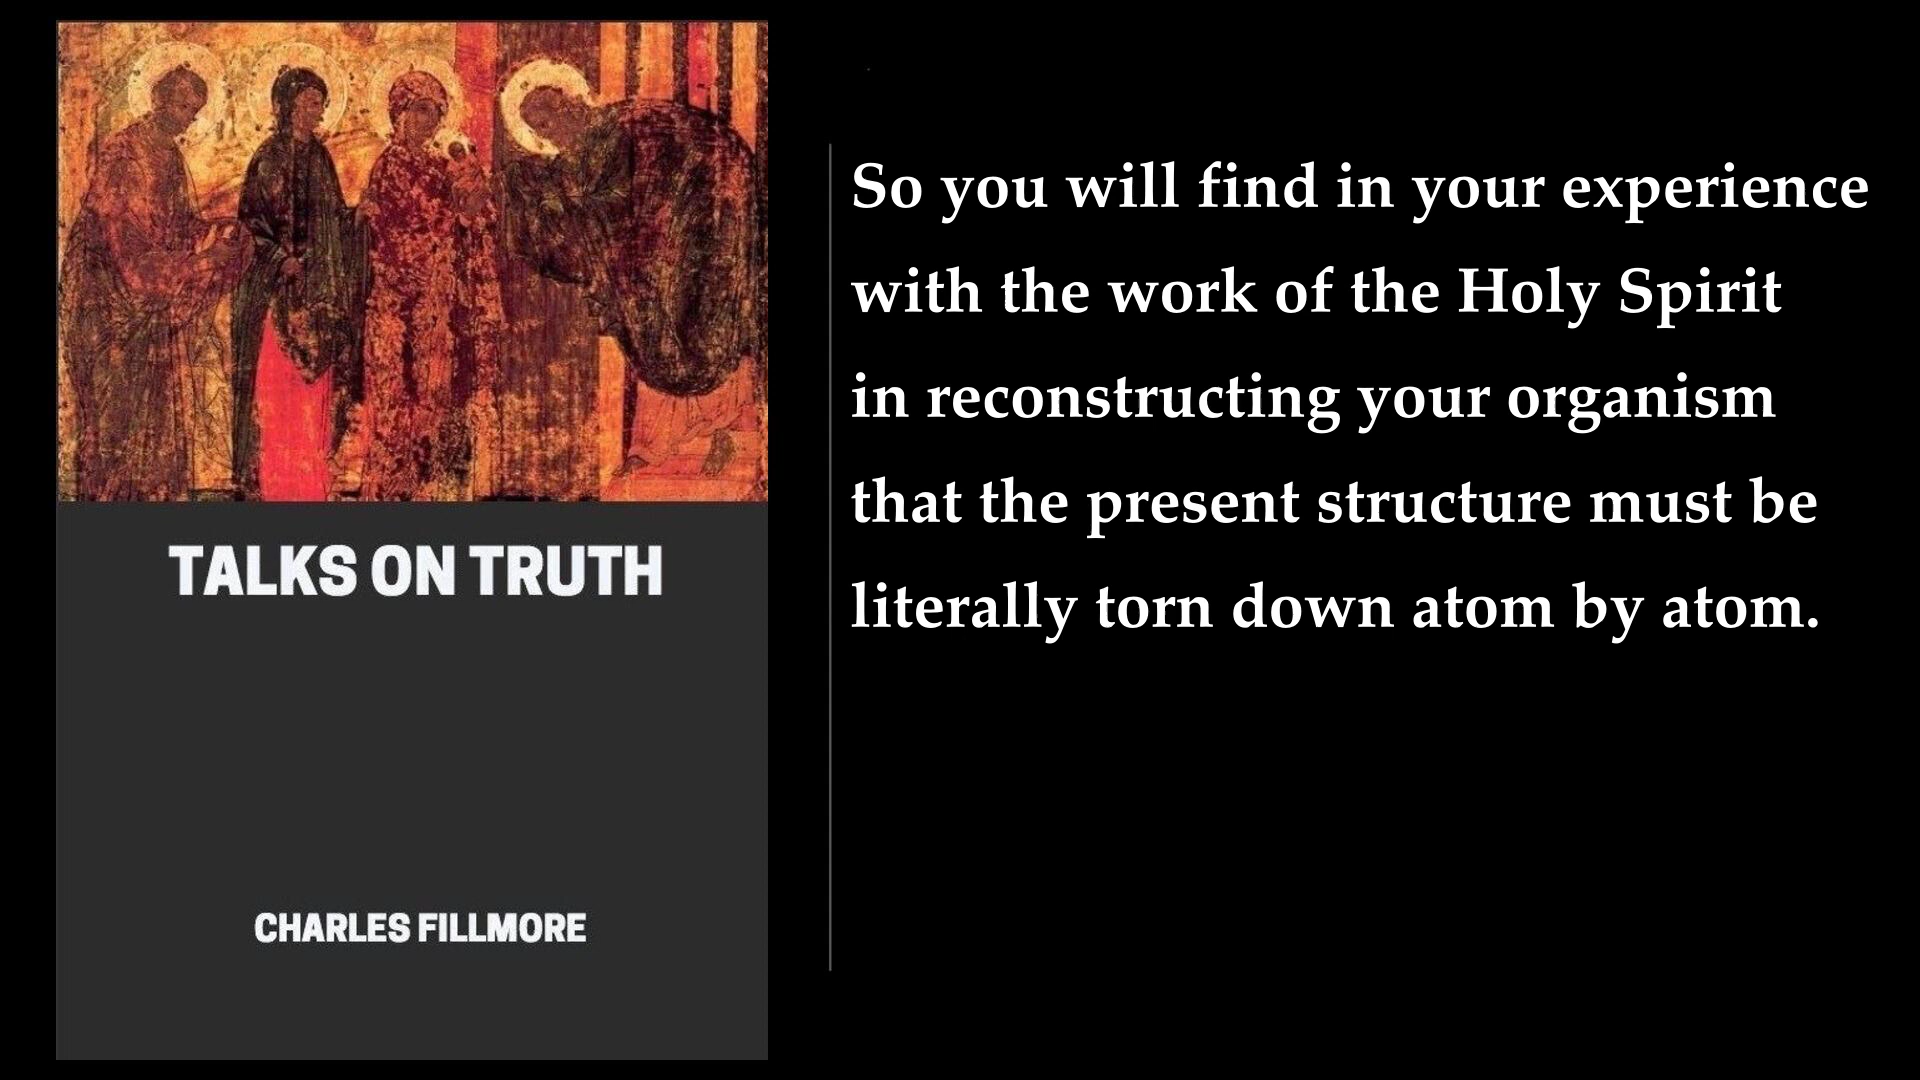 TALKS ON TRUTH
CHARLES FILLMORE
So you will find in your experience
with the work of the Holy Spirit
in reconstructing your organism
that the present structure must be
literally torn down atom by atom.